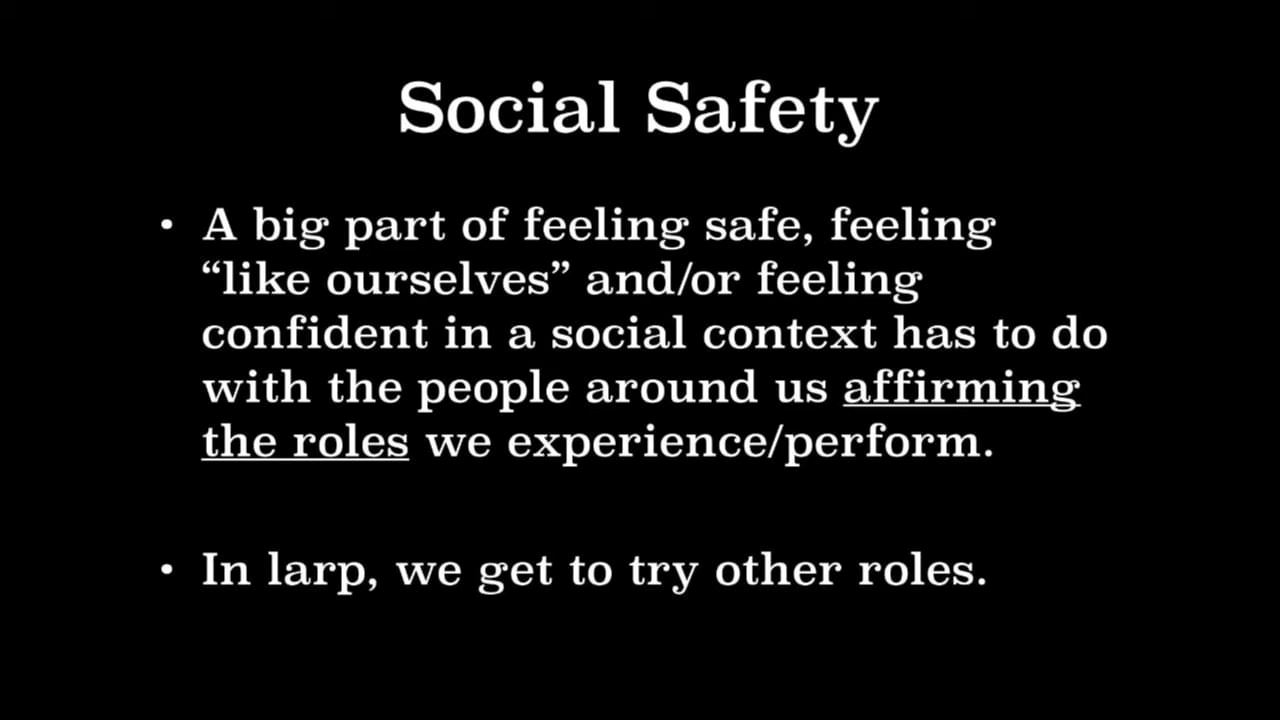 Social Safety
• A big part of feeling safe, feeling
“like ourselves” and/or feeling
confident in a social context has to do
with the people around us affirming
the roles we experience/perform.
• In larp, we get to try other roles.